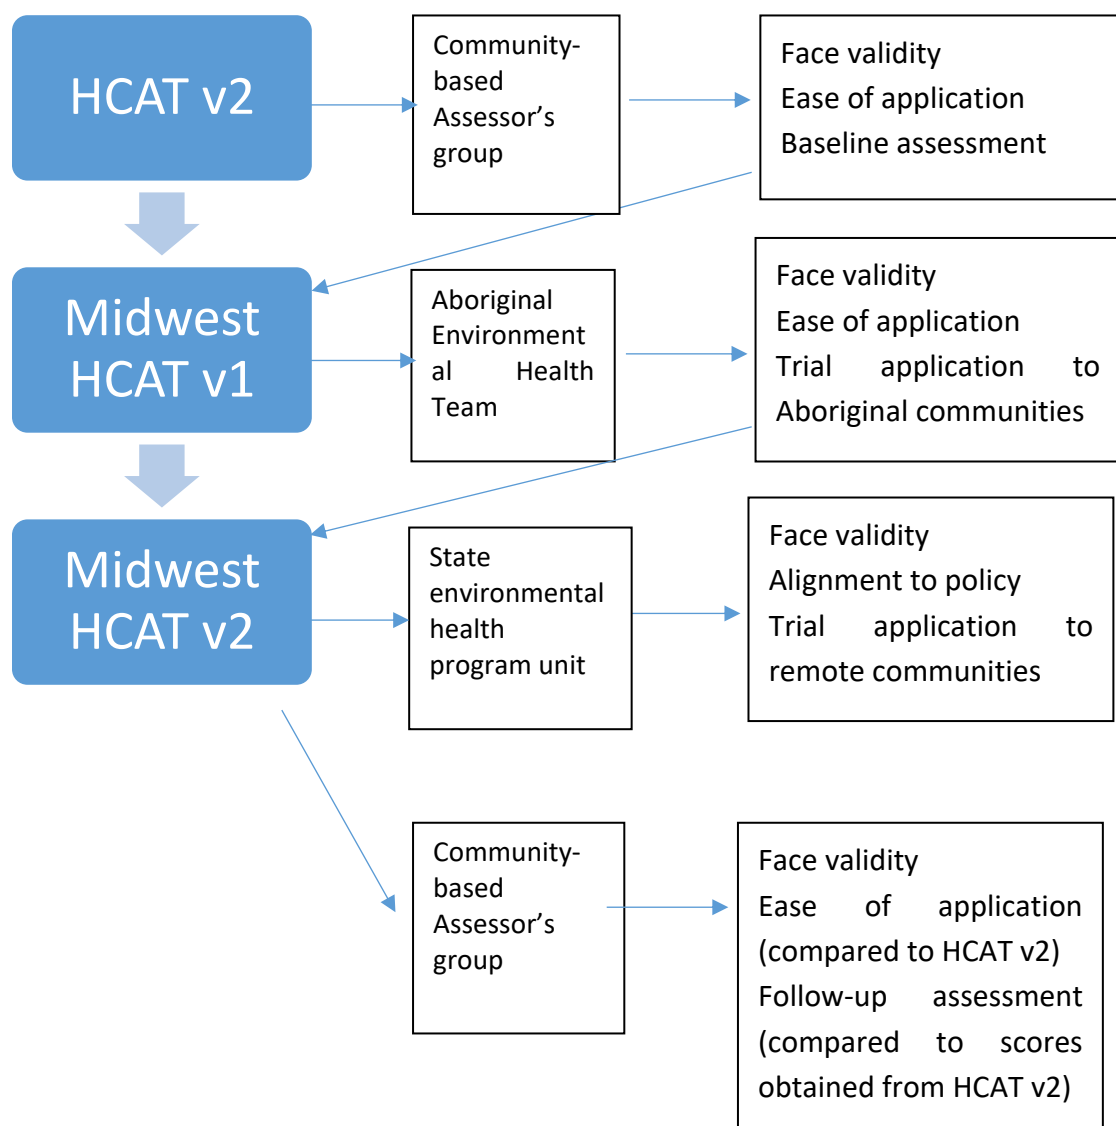 HCAT v2
Community-
based
Assessor’s
group
Face validity
Ease of application
Baseline assessment
Midwest
HCAT v1
Aboriginal
Environment
al Health
Team
Face validity
Ease of application
Trial application to
Aboriginal communities
Midwest
HCAT v2
State
environmental
health
program unit
Face validity
Alignment to policy
Trial application to
remote communities
Community-
based
Assessor’s
group
Face validity
Ease of application
(compared to HCAT v2)
Follow-up assessment
(compared to scores
obtained from HCAT v2)